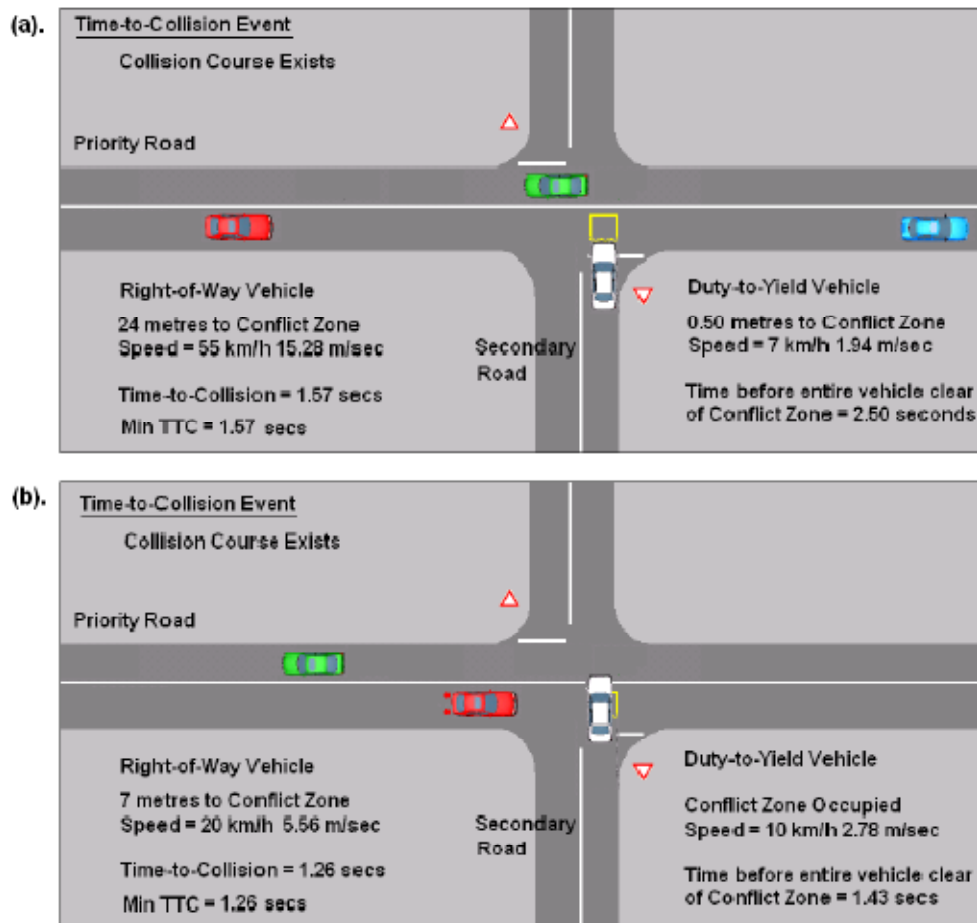 (a).
Time-to-Collision Event
Collision Course Exists
Priority Road
Right-of-Way Vehicle
24 metres to Conflict Zone
Speed = 55 km/h 15.28 m/sec
Time-to-Collision = 1.57 secs
Min TTC = 1.57 secs
Secondary
Road
Duty-to-Yield Vehicle
0.50 metres to Conflict Zone
Speed = 7 km/h 1.94 m/sec
Time before entire vehicle clear
of Conflict Zone = 2.50 seconds
(b).
Time-to-Collision Event
Collision Course Exists
Priority Road
Right-of-Way Vehicle
7 metres to Conflict Zone
Speed = 20 km/h 5.56 m/sec
Time-to-Collision = 1.26 secs
Min TTC = 1.26 secs
Secondary
Road
Duty-to-Yield Vehicle
Conflict Zone Occupied
Speed = 10 km/h 2.78 m/sec
Time before entire vehicle clear
of Conflict Zone = 1.43 secs